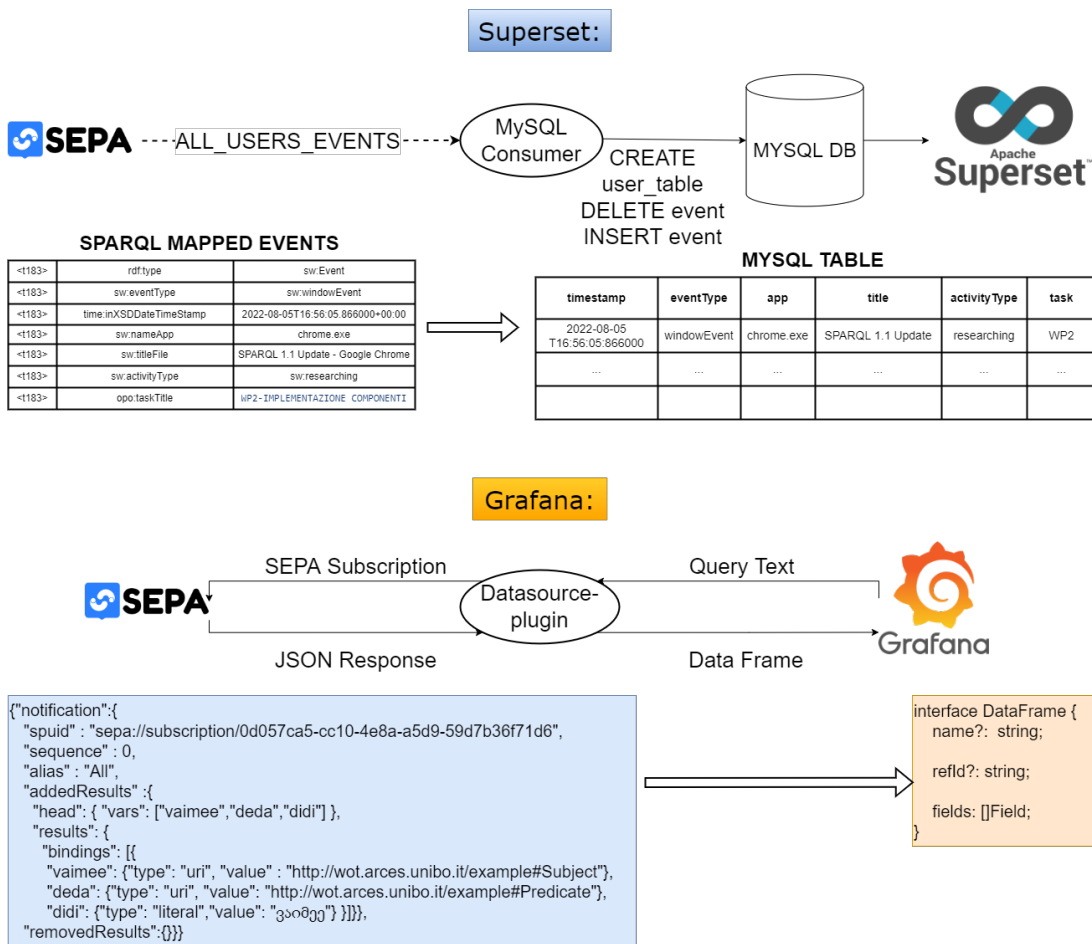 Superset:
SEPA
ALL_USERS_EVENTS
MySQL
Consumer
CREATE
user_table
DELETE event
INSERT event
MYSQL DB
Apache
Superset™
SPARQL MAPPED EVENTS
<t183> rdf:type sw:Event
<t183> sw:eventType sw:windowEvent
<t183> time:inXSDDateTimeStamp 2022-08-05T16:56:05.866000+00:00
<t183> sw:nameApp chrome.exe
<t183> sw:titleFile SPARQL 1.1 Update - Google Chrome
<t183> sw:activityType sw:researching
<t183> opo:taskTitle WP2-IMPLEMENTAZIONE COMPONENTI
MYSQL TABLE
timestamp eventType app title activityType task
2022-08-05
T16:56:05:866000 windowEvent chrome.exe SPARQL 1.1 Update researching WP2
... ... ... ... ... ...
Grafana:
SEPA Subscription
Query Text
SEPA
Datasource-
plugin
Grafana
JSON Response
Data Frame
{"notification":{
"spuid" : "sepa://subscription/0d057ca5-cc10-4e8a-a5d9-59d7b36f71d6",
"sequence" : 0,
"alias" : "All",
"addedResults" :{
"head": { "vars": ["vaimee","deda","didi"] },
"results": {
"bindings": [{
"vaimee": {"type": "uri", "value" : "http://wot.arces.unibo.it/example#Subject"},
"deda": {"type": "uri", "value": "http://wot.arces.unibo.it/example#Predicate"},
"didi": {"type": "literal","value": "ვაიმეე"} }]}},
"removedResults":{}}}
interface DataFrame {
name?: string;
refId?: string;
fields: []Field;
}